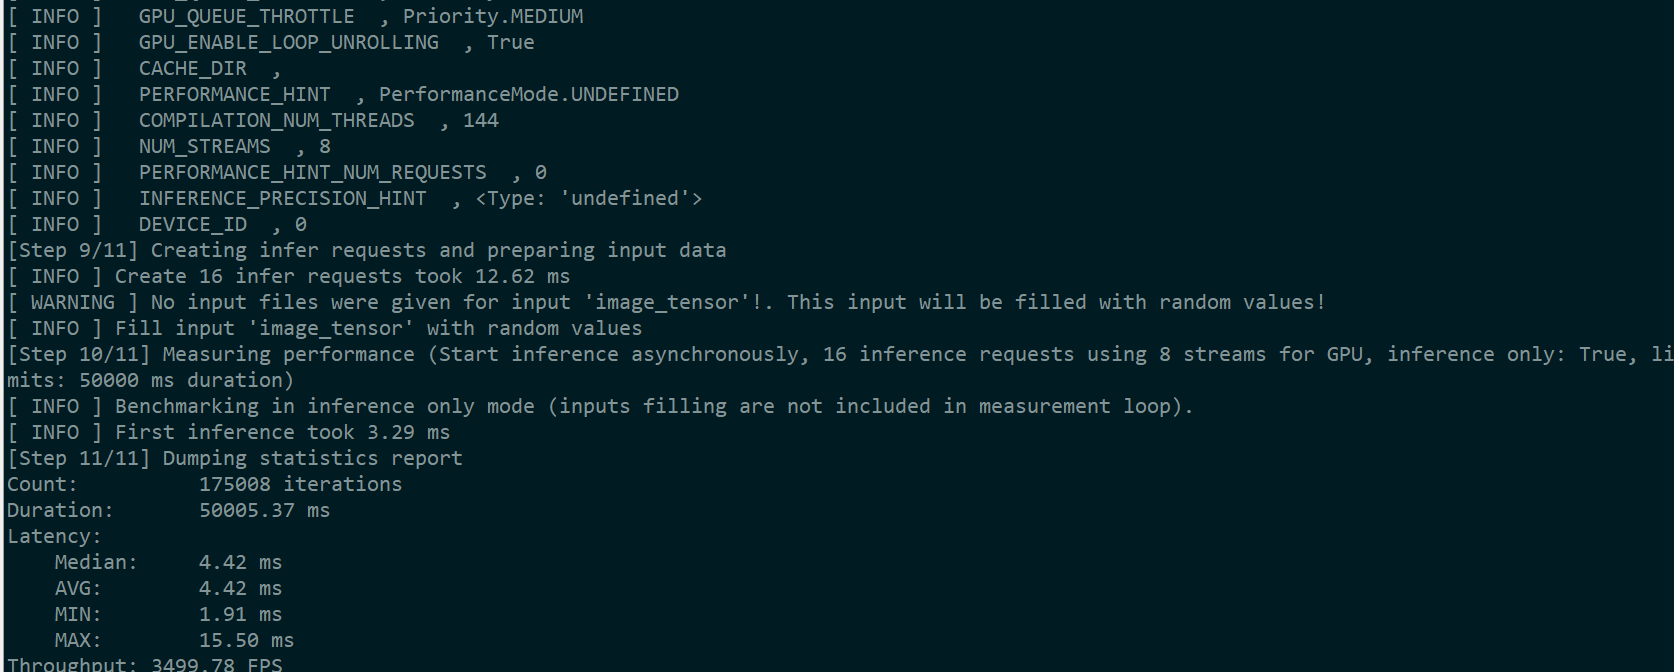 [ INFO ]   GPU_QUEUE_THROTTLE  , Priority.MEDIUM
[ INFO ]   GPU_ENABLE_LOOP_UNROLLING  , True
[ INFO ]   CACHE_DIR  ,
[ INFO ]   PERFORMANCE_HINT  , PerformanceMode.UNDEFINED
[ INFO ]   COMPILATION_NUM_THREADS  , 144
[ INFO ]   NUM_STREAMS  , 8
[ INFO ]   PERFORMANCE_HINT_NUM_REQUESTS  , 0
[ INFO ]   INFERENCE_PRECISION_HINT  , <Type: 'undefined'>
[ INFO ]   DEVICE_ID  , 0
[Step 9/11] Creating infer requests and preparing input data
[ INFO ] Create 16 infer requests took 12.62 ms
[ WARNING ] No input files were given for input 'image_tensor'!. This input will be filled with random values!
[ INFO ] Fill input 'image_tensor' with random values
[Step 10/11] Measuring performance (Start inference asynchronously, 16 inference requests using 8 streams for GPU, inference only: True, li
mits: 50000 ms duration)
[ INFO ] Benchmarking in inference only mode (inputs filling are not included in measurement loop).
[ INFO ] First inference took 3.29 ms
[Step 11/11] Dumping statistics report
Count:          175008 iterations
Duration:       50005.37 ms
Latency:
    Median:     4.42 ms
    AVG:        4.42 ms
    MIN:        1.91 ms
    MAX:        15.50 ms
Throughput: 3499.78 FPS